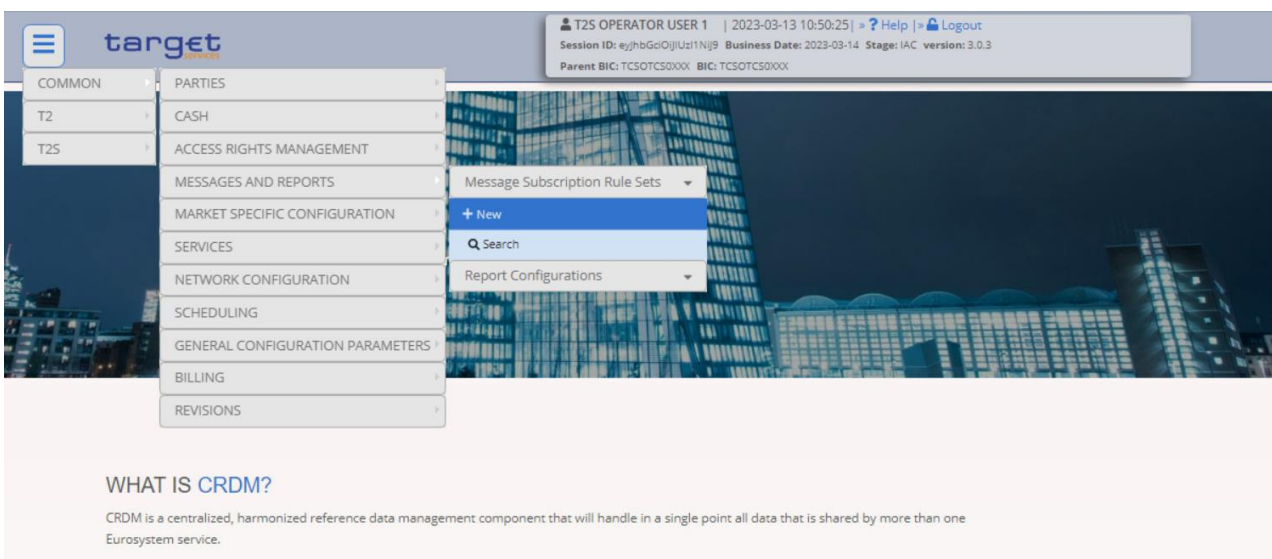 T2S OPERATOR USER 1 | 2023-03-13 10:50:25| » ? Help |» Logout
Session ID: eyJhbGciOiJIUzI1NiJ9 Business Date: 2023-03-14 Stage: IAC version: 3.0.3
Parent BIC: TCSOTCS0XXX BIC: TCSOTCS0XXX
target
services
COMMON
T2
T2S
PARTIES
CASH
ACCESS RIGHTS MANAGEMENT
MESSAGES AND REPORTS
MARKET SPECIFIC CONFIGURATION
SERVICES
NETWORK CONFIGURATION
SCHEDULING
GENERAL CONFIGURATION PARAMETERS
BILLING
REVISIONS
Message Subscription Rule Sets
+ New
Search
Report Configurations
WHAT IS CRDM?
CRDM is a centralized, harmonized reference data management component that will handle in a single point all data that is shared by more than one
Eurosystem service.